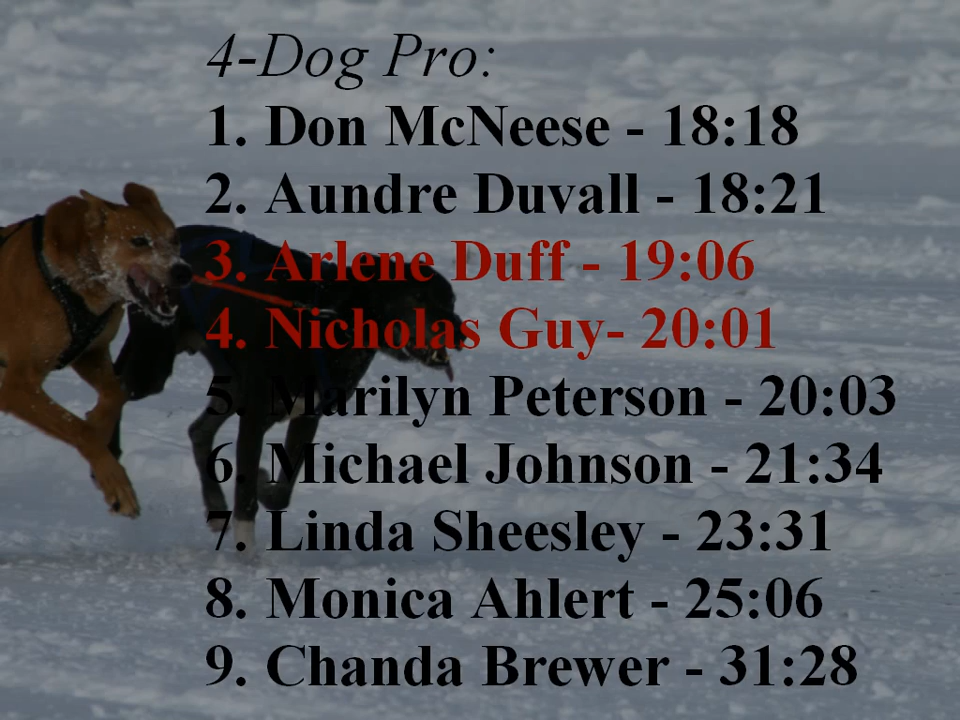 4-Dog Pro:
1. Don McNeese - 18:18
2. Aundre Duvall - 18:21
3. Arlene Duff - 19:06
4. Nicholas Guy- 20:01
5. Marilyn Peterson - 20:03
6. Michael Johnson - 21:34
7. Linda Sheesley - 23:31
8. Monica Ahlert - 25:06
9. Chanda Brewer - 31:28